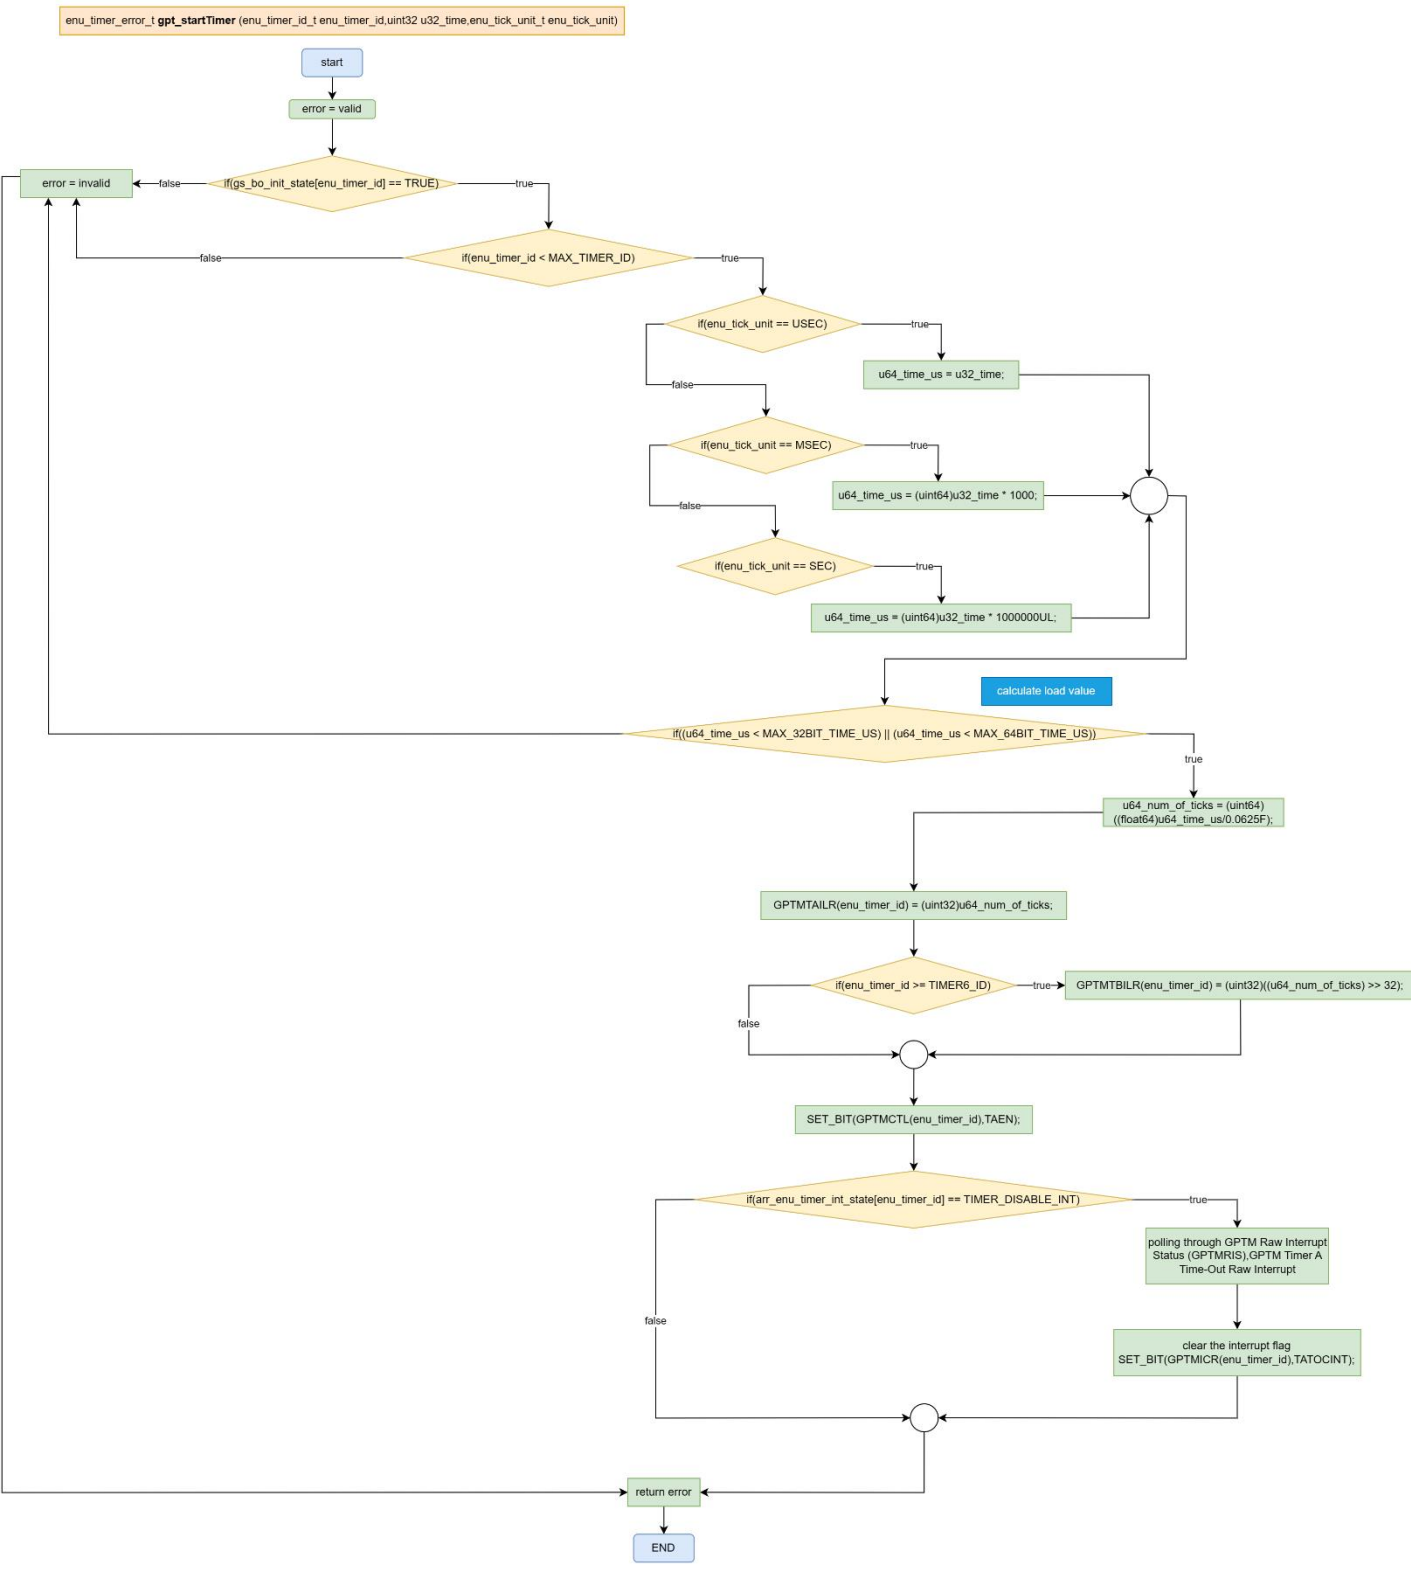 enu_timer_error_t gpt_startTimer (enu_timer_id_t enu_timer_id,uint32 u32_time,enu_tick_unit_t enu_tick_unit)
start
error = valid
error = invalid
false
if(gs_bo_init_state[enu_timer_id] == TRUE)
true
false
if(enu_timer_id < MAX_TIMER_ID)
true
if(enu_tick_unit == USEC)
true
u64_time_us = u32_time;
false
if(enu_tick_unit == MSEC)
true
u64_time_us = (uint64)u32_time * 1000;
false
if(enu_tick_unit == SEC)
true
u64_time_us = (uint64)u32_time * 1000000UL;
calculate load value
if((u64_time_us < MAX_32BIT_TIME_US) || (u64_time_us < MAX_64BIT_TIME_US))
true
u64_num_of_ticks = (uint64)
((float64)u64_time_us/0.0625F);
GPTMTAILR(enu_timer_id) = (uint32)u64_num_of_ticks;
if(enu_timer_id >= TIMER6_ID)
true
GPTMTBILR(enu_timer_id) = (uint32)((u64_num_of_ticks) >> 32);
false
SET_BIT(GPTMCTL(enu_timer_id),TAEN);
if(arr_enu_timer_int_state[enu_timer_id] == TIMER_DISABLE_INT)
true
polling through GPTM Raw Interrupt
Status (GPTMRIS),GPTM Timer A
Time-Out Raw Interrupt
false
clear the interrupt flag
SET_BIT(GPTMICR(enu_timer_id),TATOCINT);
return error
END